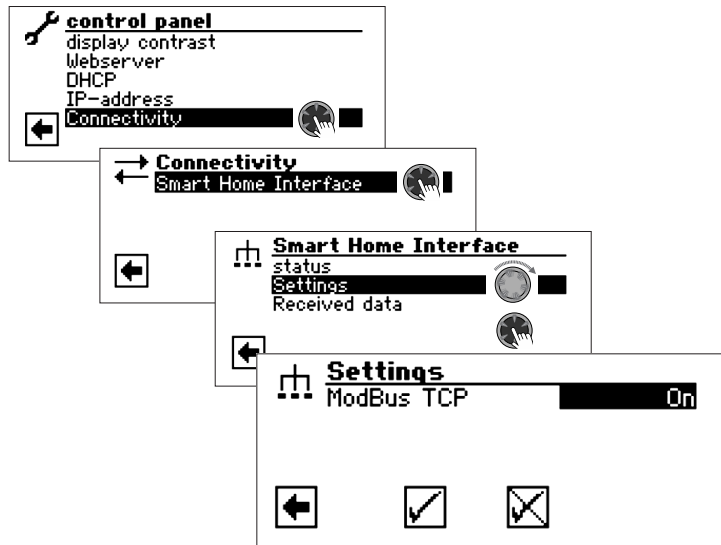 control panel
display contrast
Webserver
DHCP
IP-address
Connectivity
Connectivity
Smart Home Interface
Smart Home Interface
status
Settings
Received data
Settings
ModBus TCP On